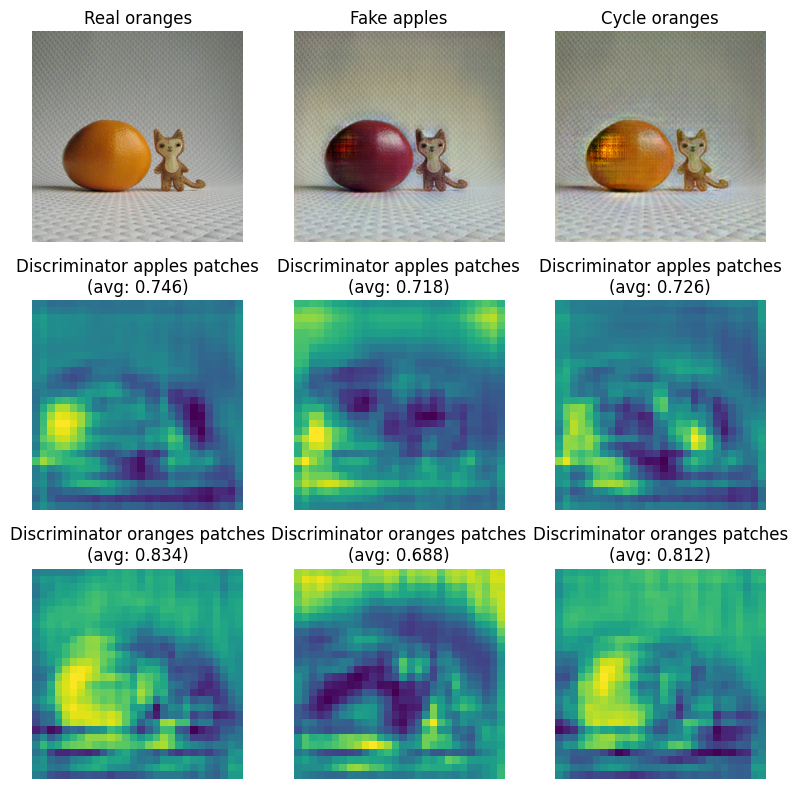 Real oranges
Fake apples
Cycle oranges
Discriminator apples patches
(avg: 0.746)
Discriminator apples patches
(avg: 0.718)
Discriminator apples patches
(avg: 0.726)
Discriminator oranges patches
(avg: 0.834)
Discriminator oranges patches
(avg: 0.688)
Discriminator oranges patches
(avg: 0.812)